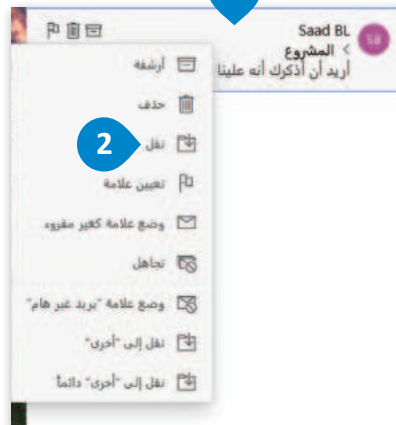 Saad BL
SB
< المشروع
أريد أن أذكرك أنه علينا
أرشفة
حذف
نقل
2
تعيين علامة
وضع علامة كغير مقروء
تجاهل
وضع علامة "بريد غير هام"
نقل إلى "أخرى"
نقل إلى "أخرى" دائماً